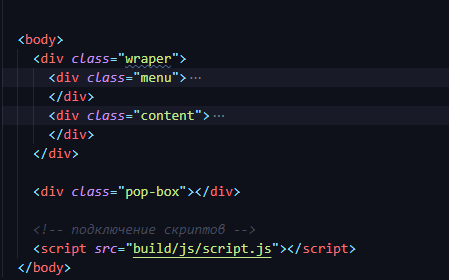 <body>
<div class="wraper">
<div class="menu">···
</div>
<div class="content">···
</div>
</div>
<div class="pop-box"></div>
<!-- подключение скриптов -->
<script src="build/js/script.js"></script>
</body>